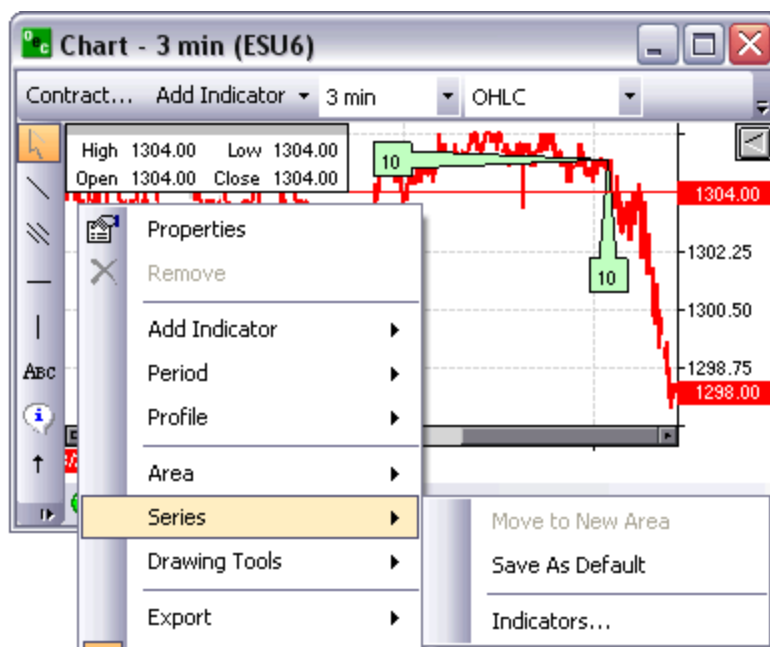 Oec Chart - 3 min (ESU6)
Contract... Add Indicator 3 min OHLC
High 1304.00 Low 1304.00
Open 1304.00 Close 1304.00
10
1304.00
10
1302.25
1300.50
1298.75
1298.00
ABC
Properties
Remove
Add Indicator
Period
Profile
Area
Series
Drawing Tools
Export
Move to New Area
Save As Default
Indicators...